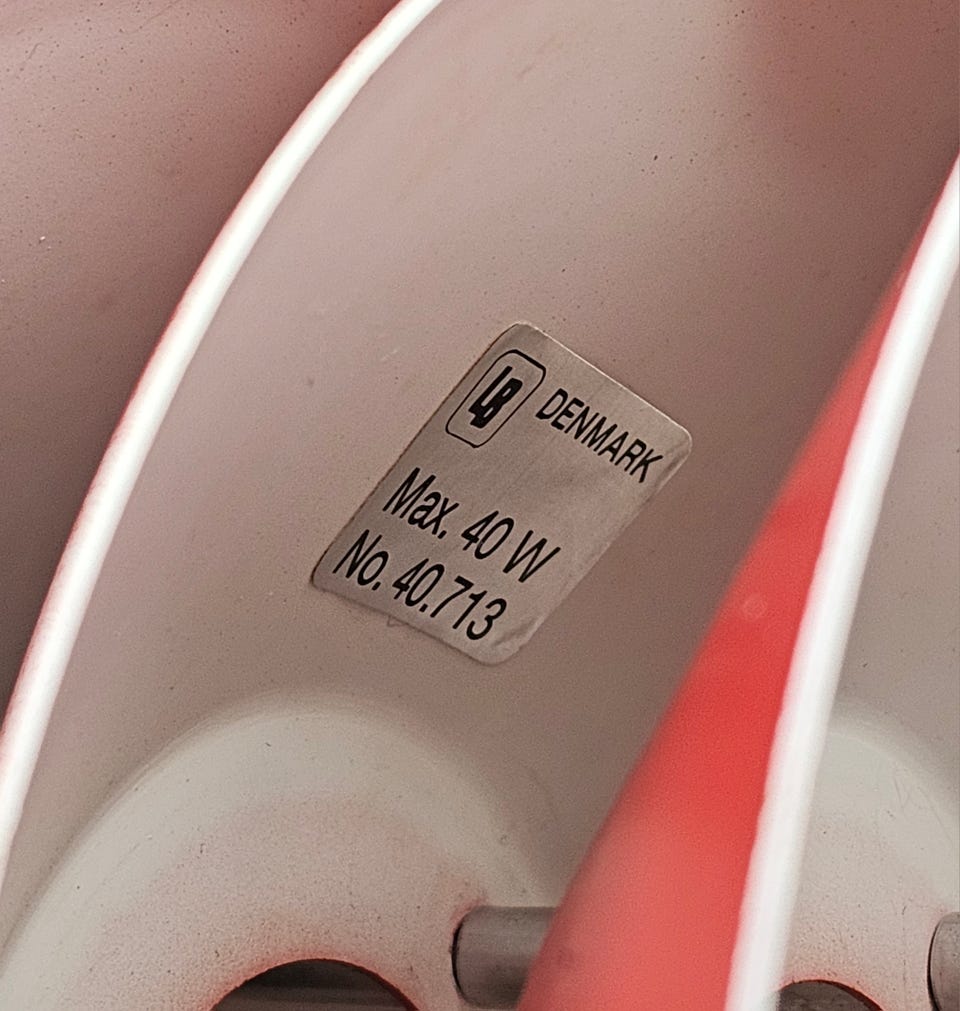 LB DENMARK
Max. 40 W
No. 40.713